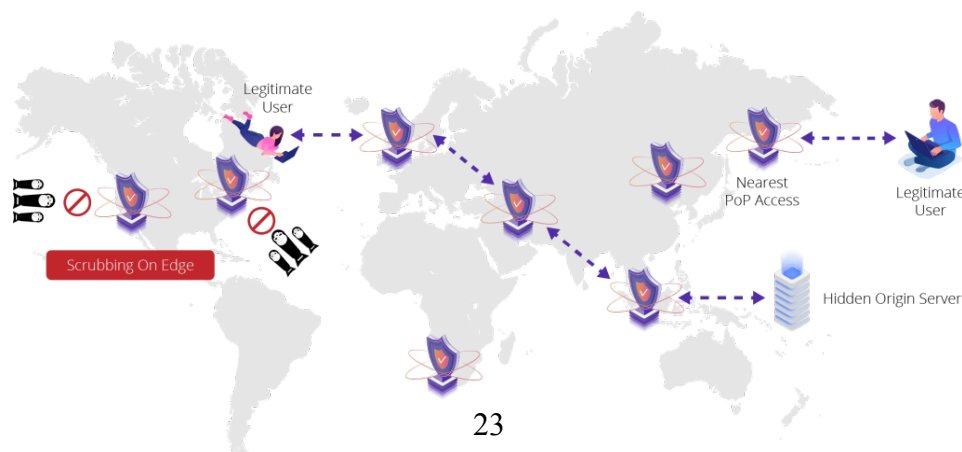 Legitimate
User
Nearest
PoP Access
Legitimate
User
Scrubbing On Edge
Hidden Origin Server
23